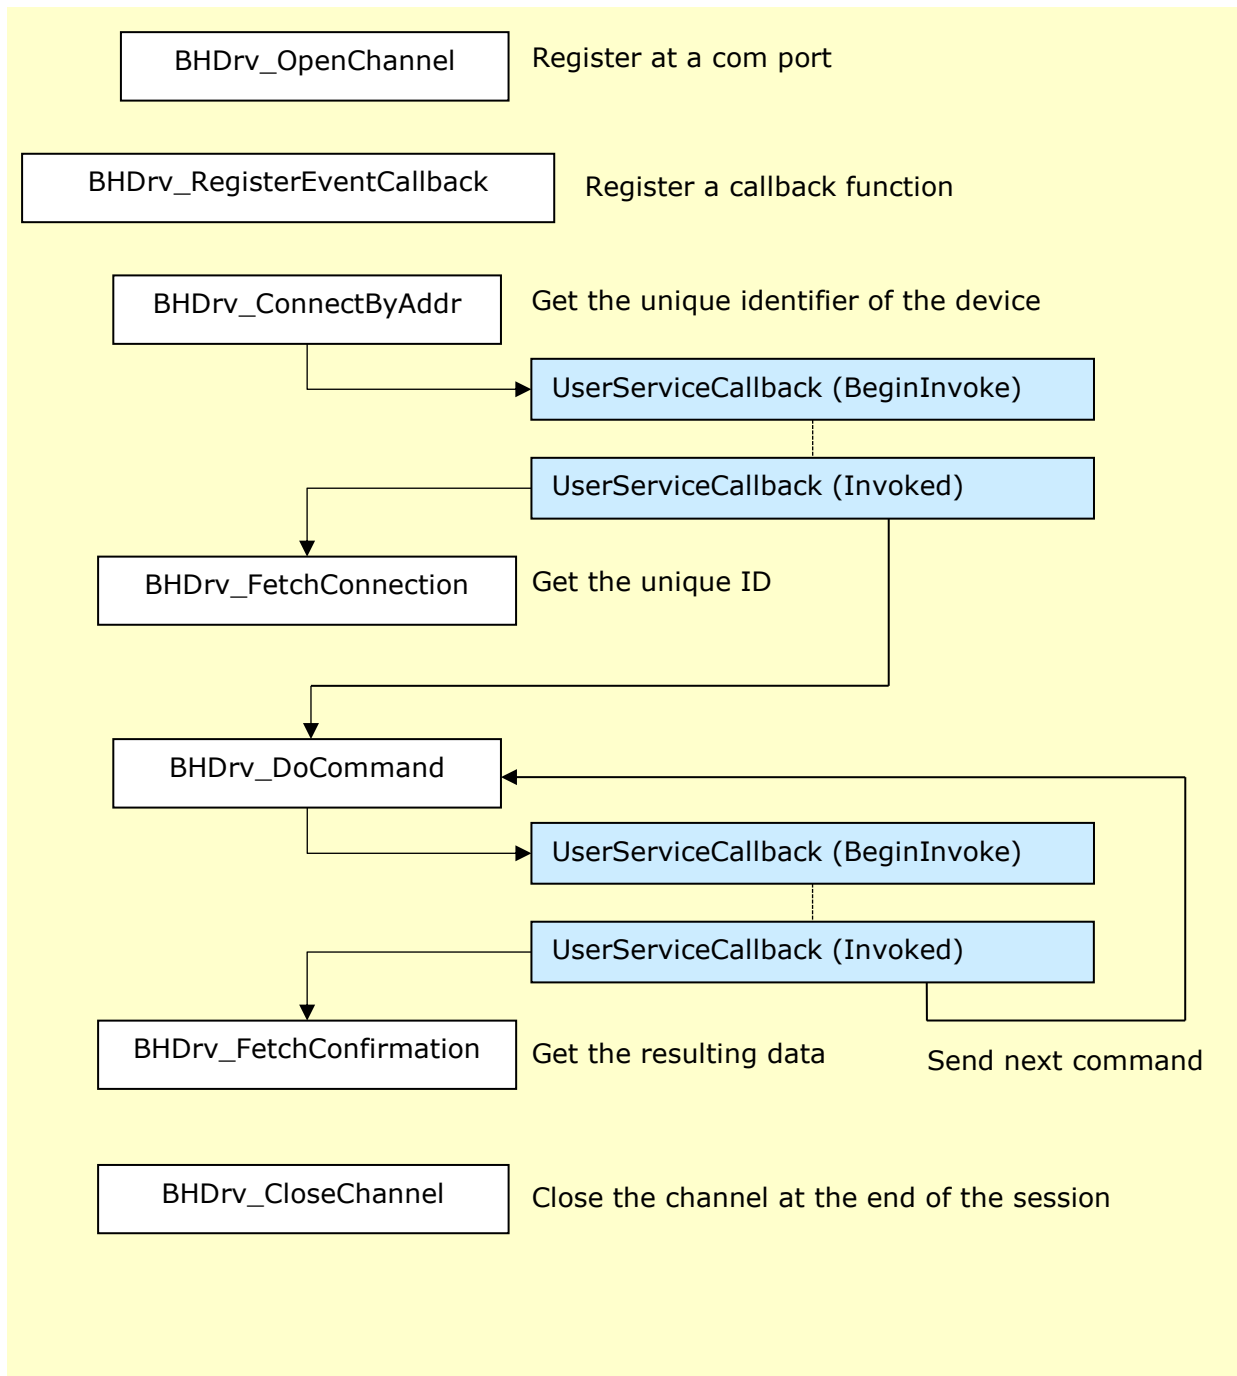 BHDrv_OpenChannel
Register at a com port
BHDrv_RegisterEventCallback
Register a callback function
BHDrv_ConnectByAddr
Get the unique identifier of the device
UserServiceCallback (BeginInvoke)
UserServiceCallback (Invoked)
BHDrv_FetchConnection
Get the unique ID
BHDrv_DoCommand
UserServiceCallback (BeginInvoke)
UserServiceCallback (Invoked)
BHDrv_FetchConfirmation
Get the resulting data
Send next command
BHDrv_CloseChannel
Close the channel at the end of the session